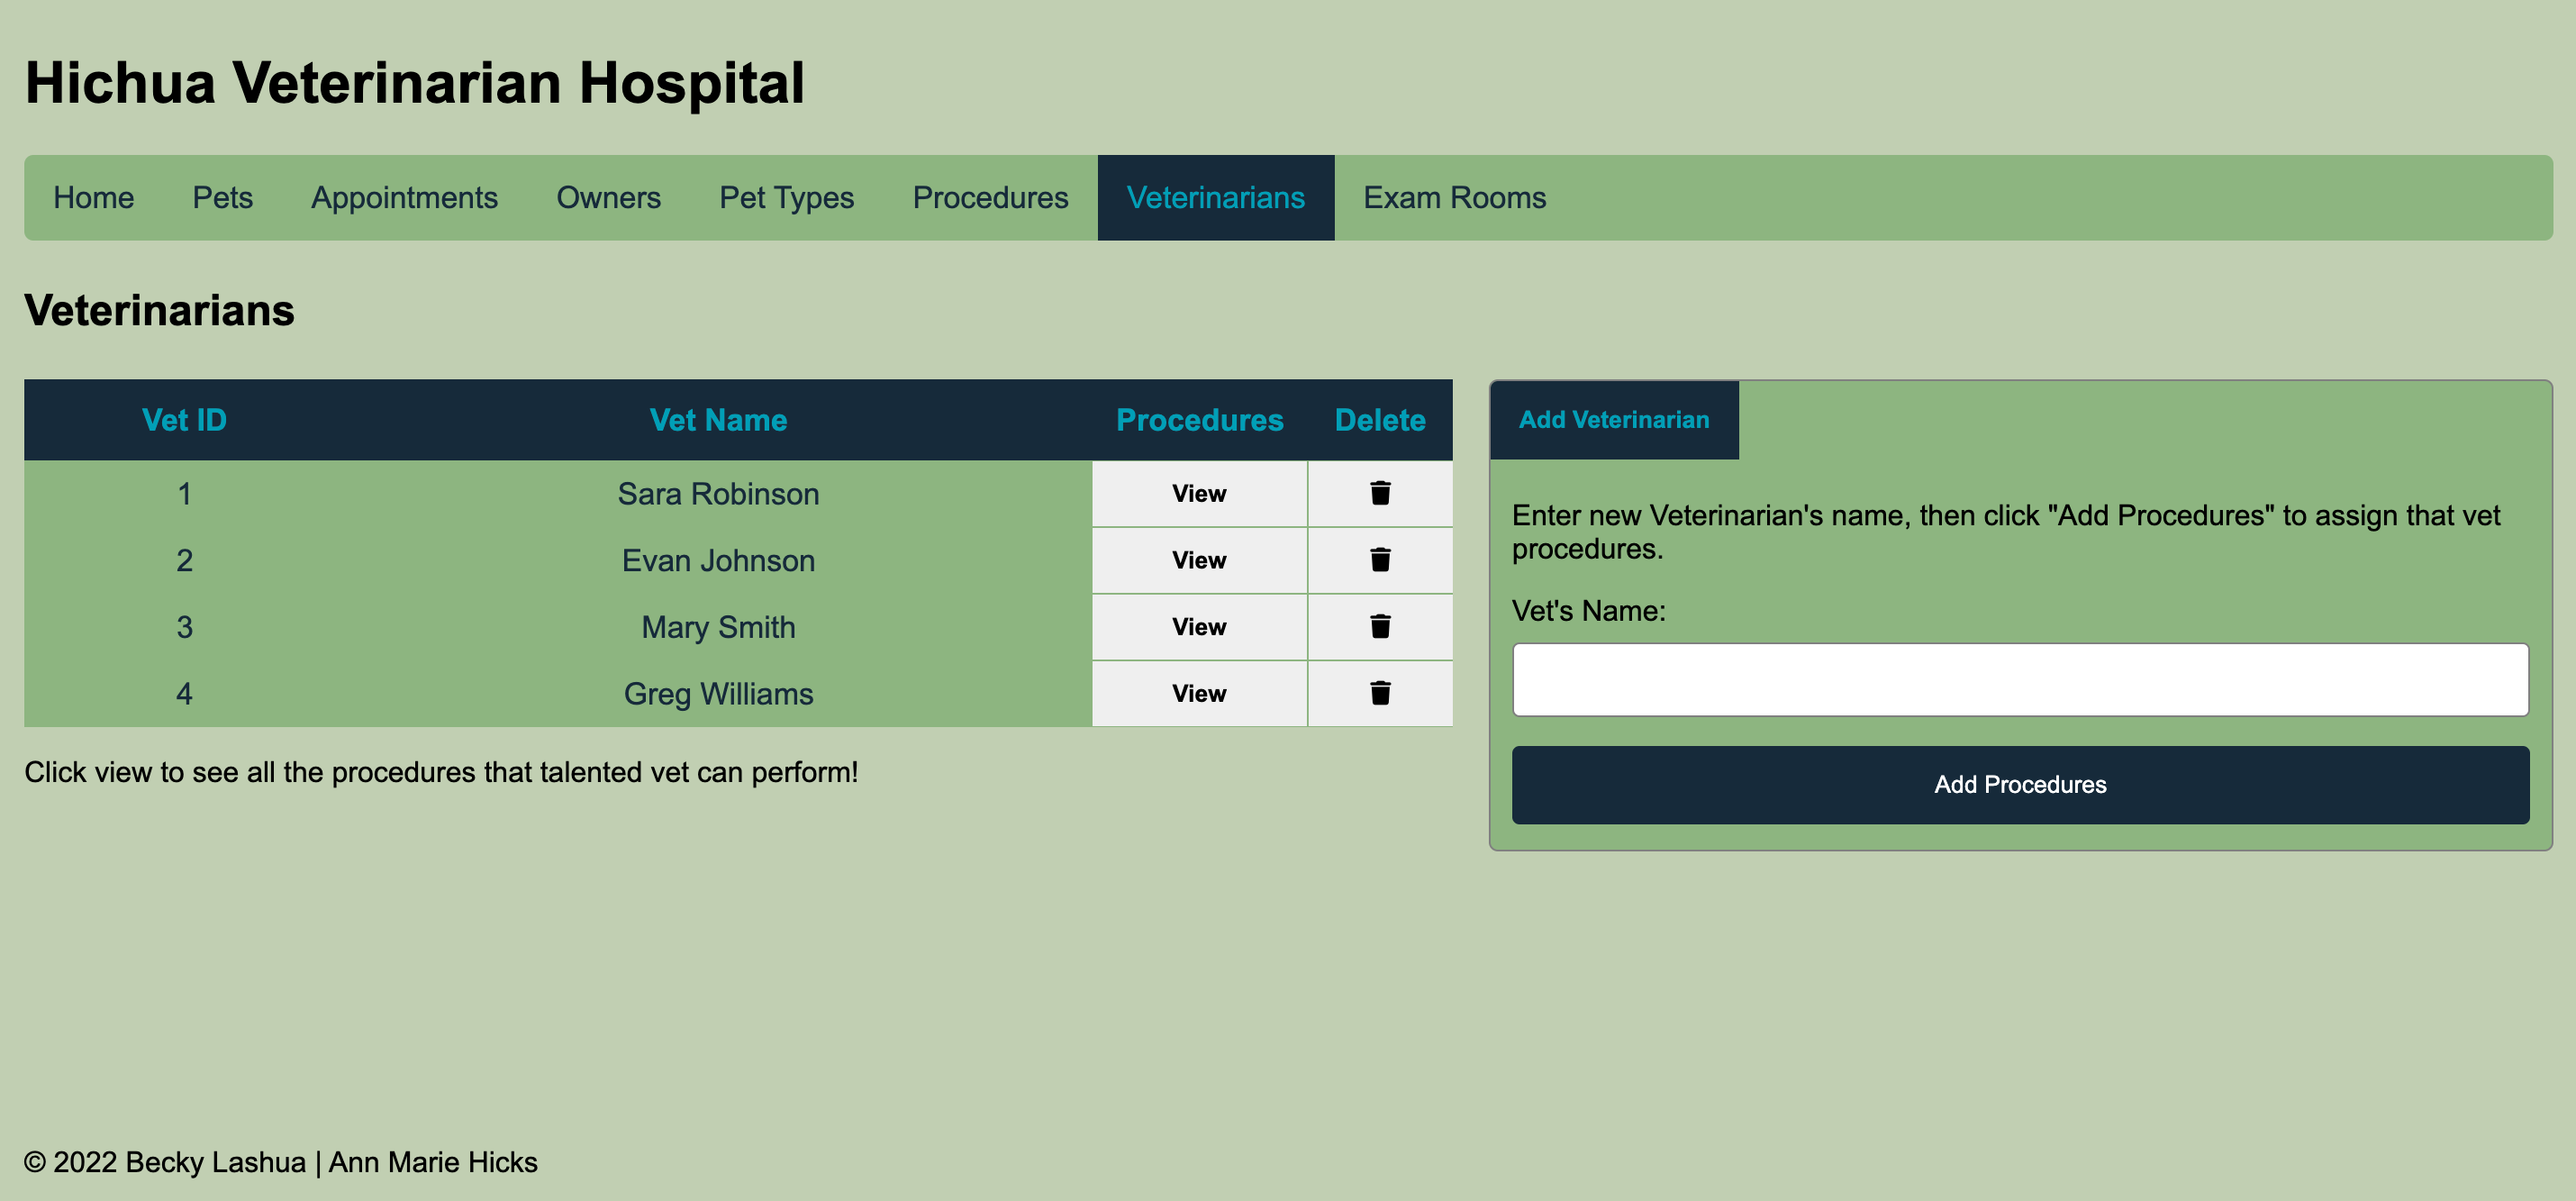 Hichua Veterinarian Hospital
Home Pets Appointments Owners Pet Types Procedures Veterinarians Exam Rooms
Veterinarians
Vet ID Vet Name Procedures Delete
1 Sara Robinson View
2 Evan Johnson View
3 Mary Smith View
4 Greg Williams View
Click view to see all the procedures that talented vet can perform!
Add Veterinarian
Enter new Veterinarian's name, then click "Add Procedures" to assign that vet
procedures.
Vet's Name:
Add Procedures
© 2022 Becky Lashua | Ann Marie Hicks